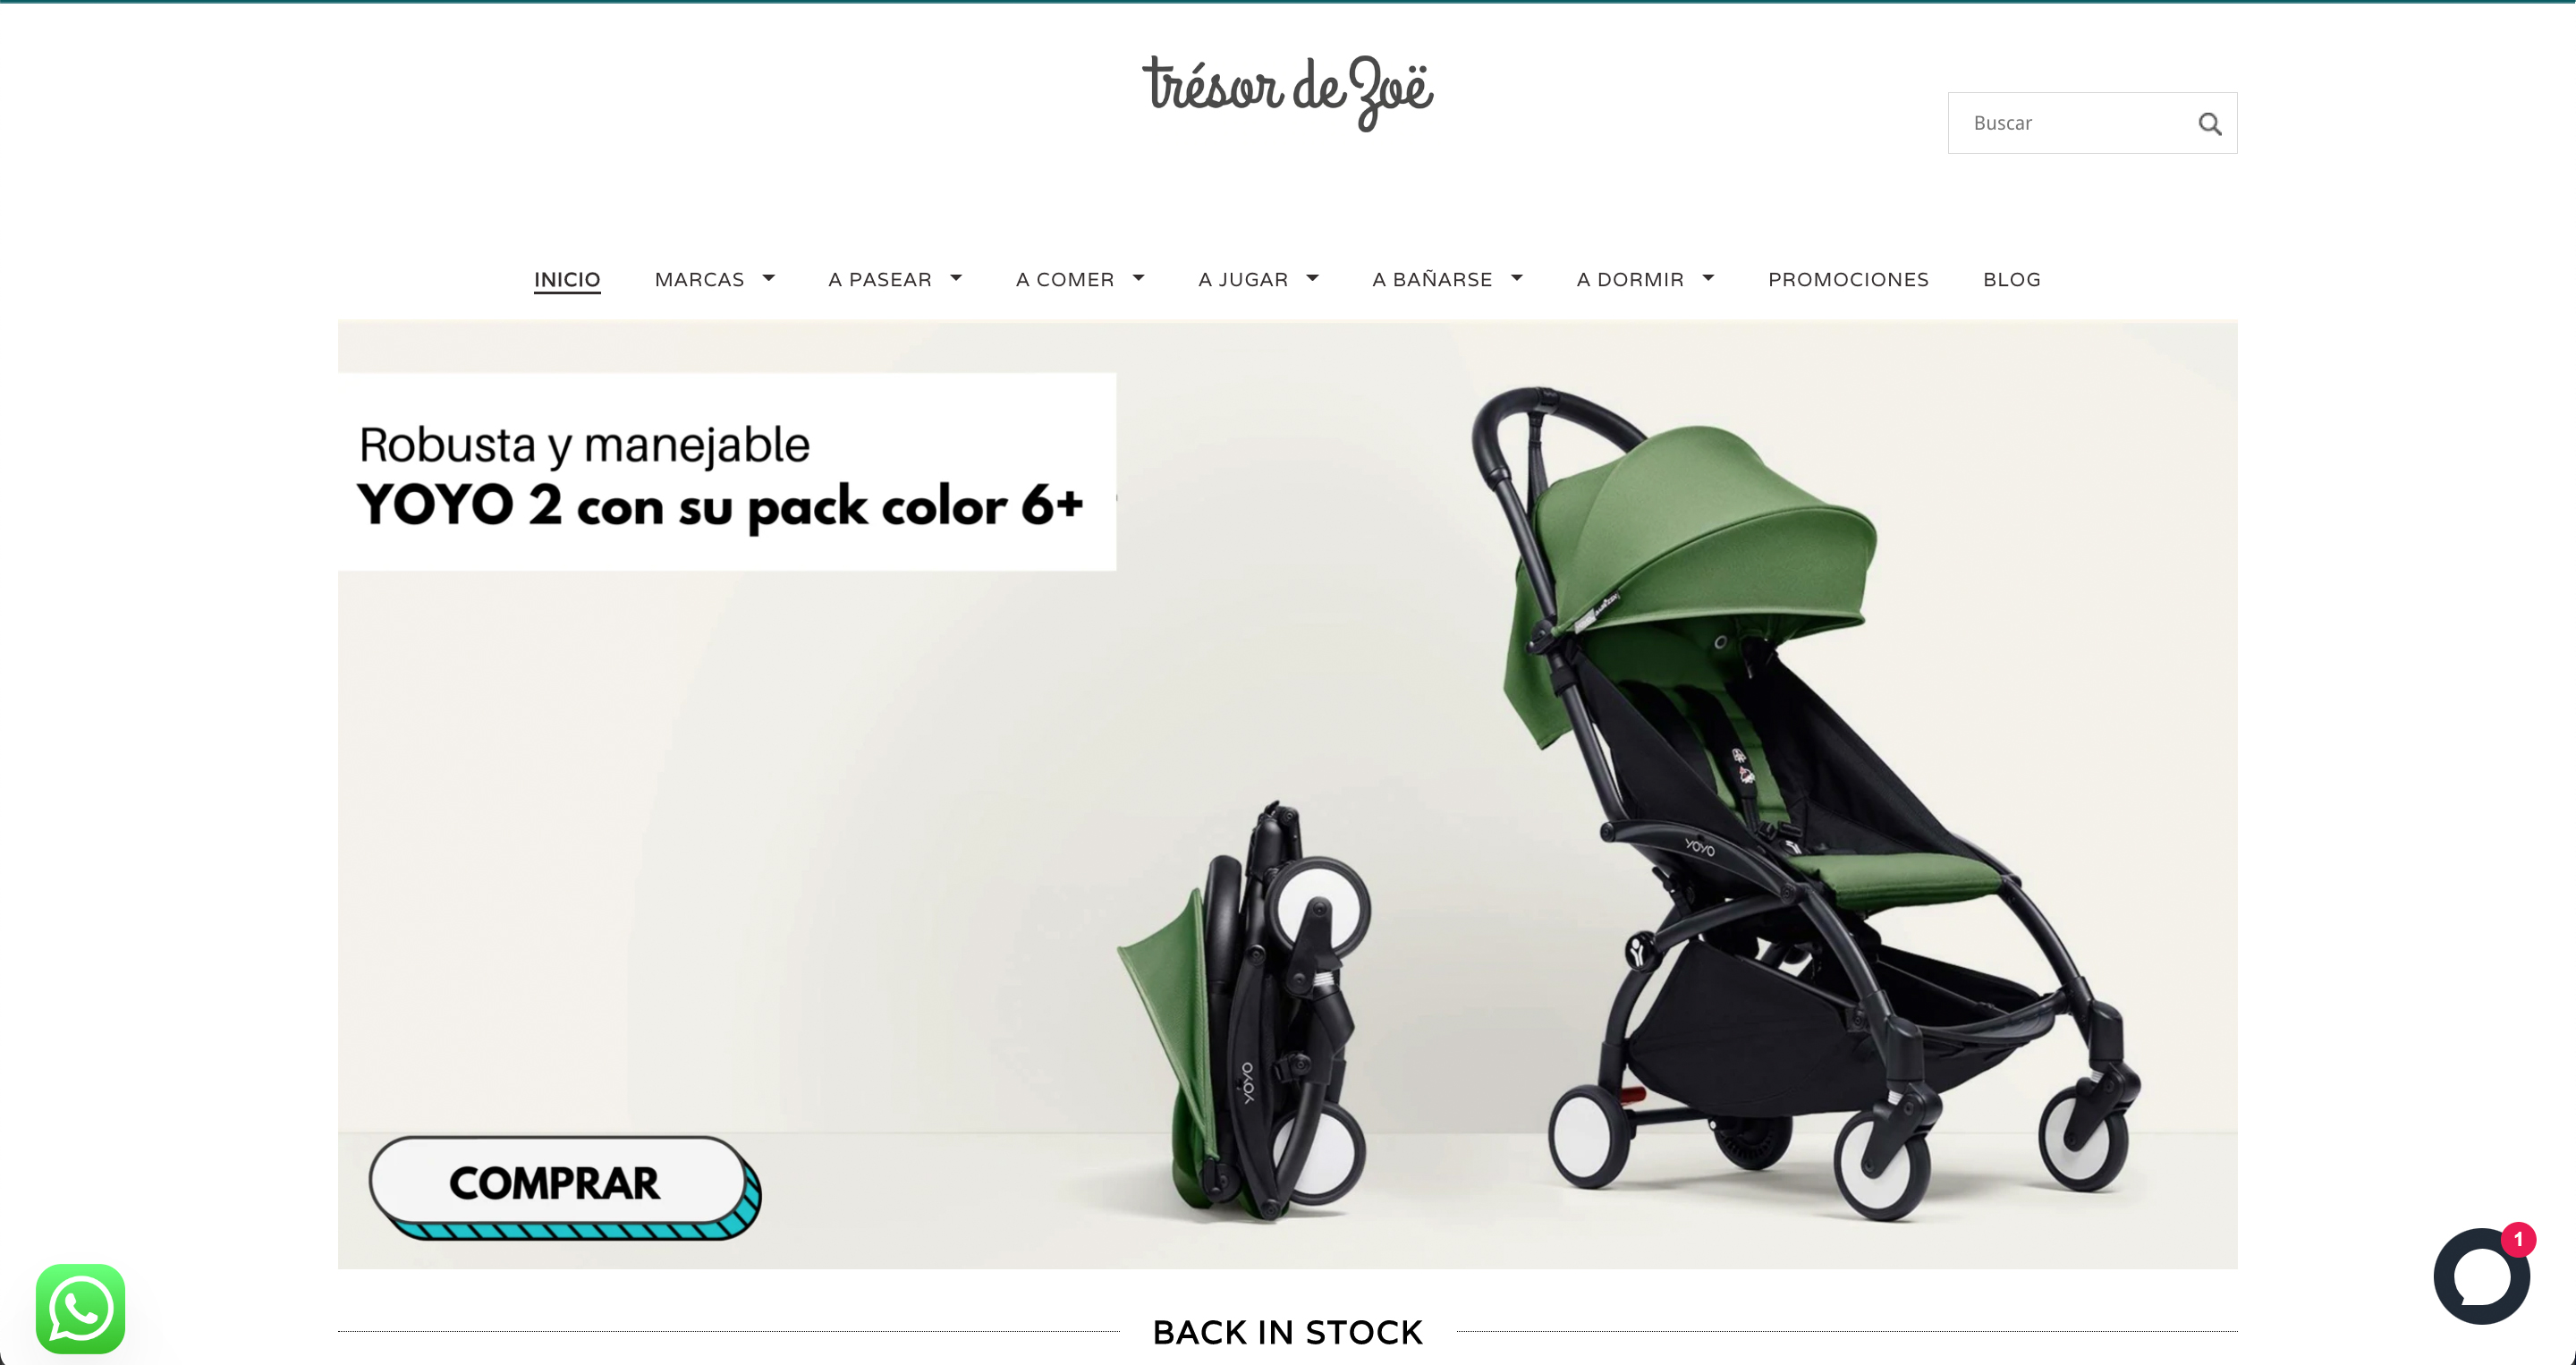 trésor de Zoë
Buscar
INICIO MARCAS A PASEAR A COMER A JUGAR A BAÑARSE A DORMIR PROMOCIONES BLOG
Robusta y manejable
YOYO 2 con su pack color 6+
YOYO
YOYO
COMPRAR
1
BACK IN STOCK